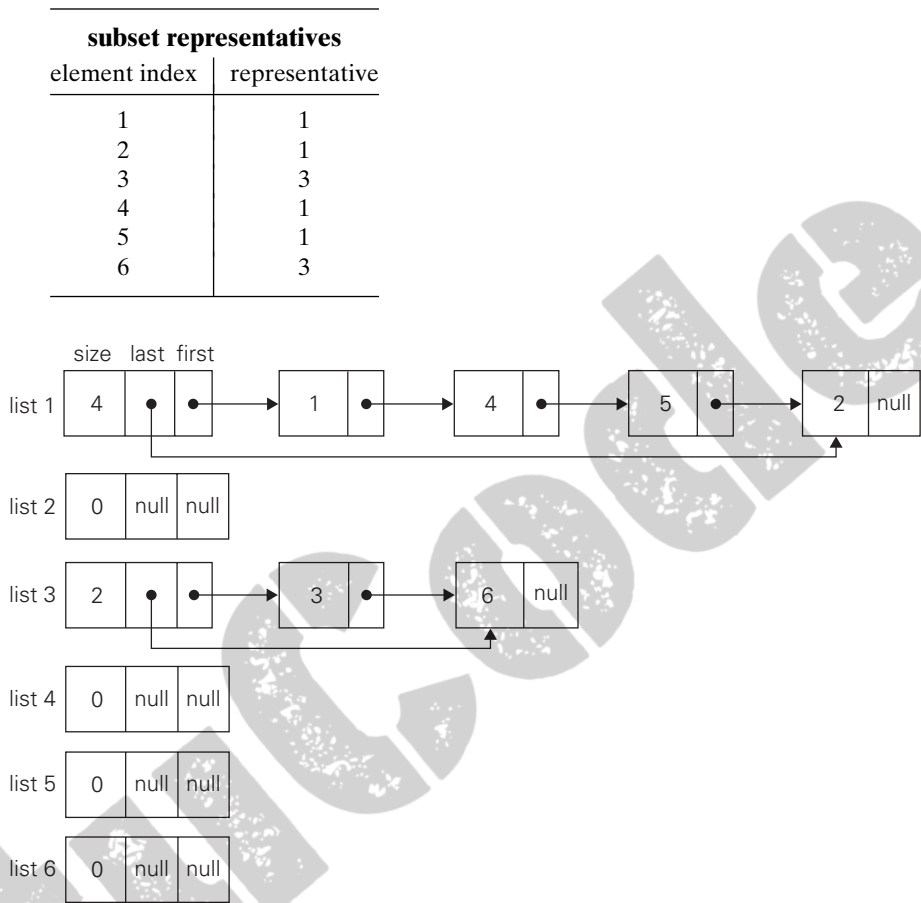 subset representatives
element index representative
1 1
2 1
3 3
4 1
5 1
6 3
size last first
list 1 4 1 4 5 2 null
list 2 0 null null
list 3 2 3 6 null
list 4 0 null null
list 5 0 null null
list 6 0 null null